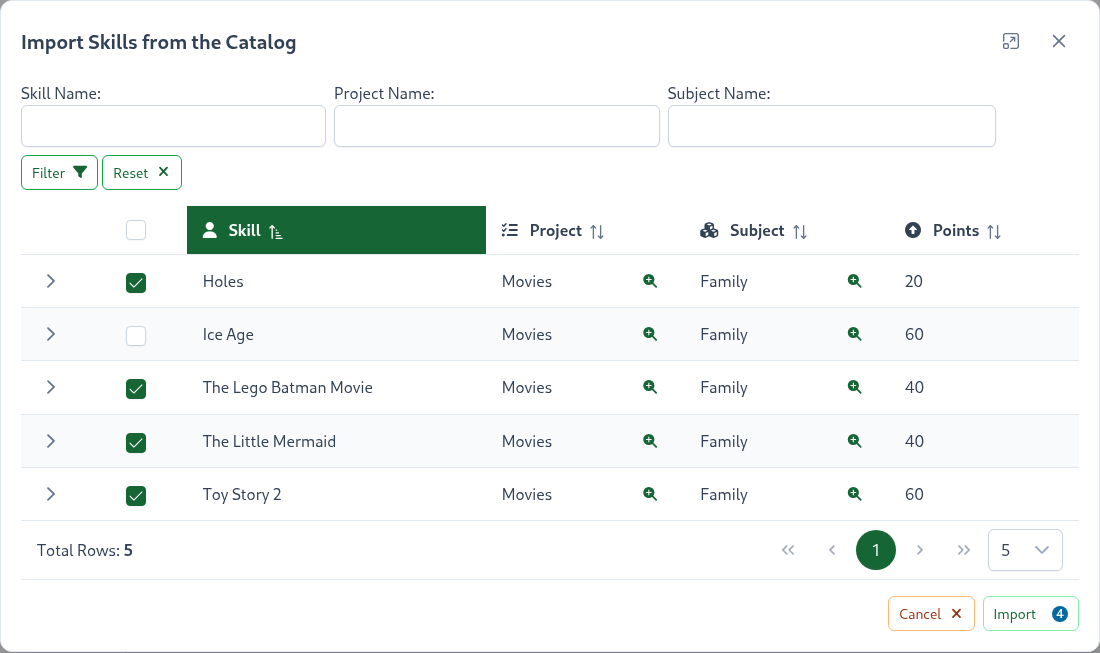 Import Skills from the Catalog
Skill Name: Project Name: Subject Name:
Filter Reset
Skill Project Subject Points
Holes Movies Family 20
Ice Age Movies Family 60
The Lego Batman Movie Movies Family 40
The Little Mermaid Movies Family 40
Toy Story 2 Movies Family 60
Total Rows: 5 1 5
Cancel Import 4